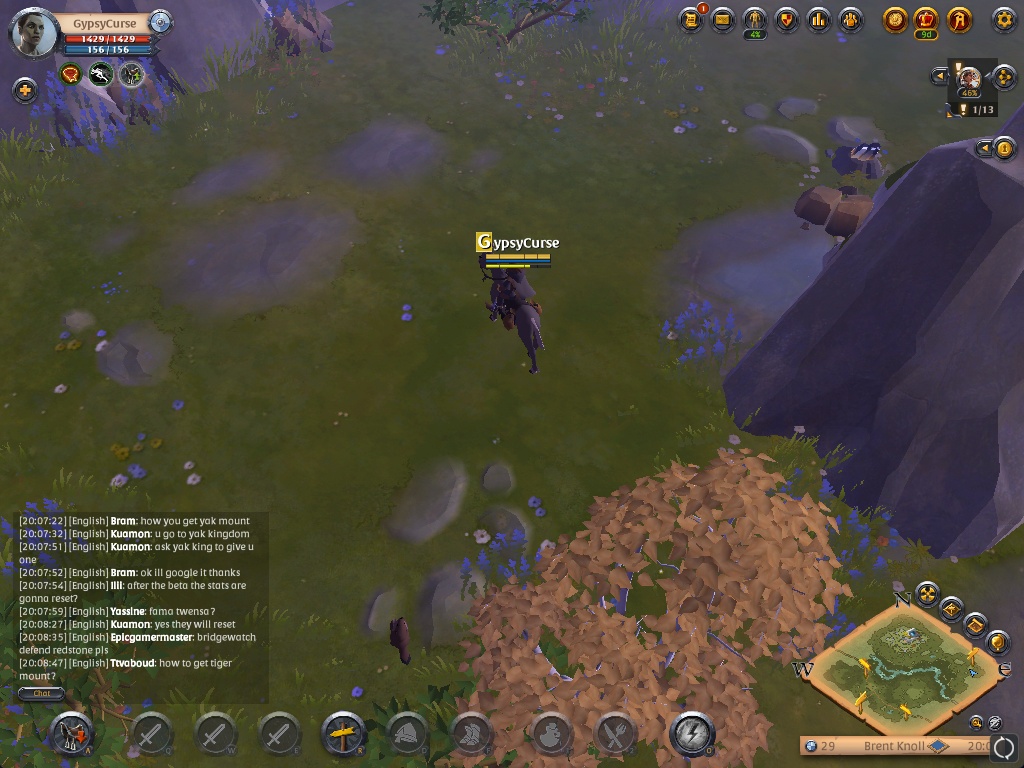 GypsyCurse
1429 / 1429
156 / 156
1
4%
9d
46%
1/13
1
GypsyCurse
[20:07:22] [English] Bram: how you get yak mount
[20:07:32] [English] Kuamon: u go to yak kingdom
[20:07:51] [English] Kuamon: ask yak king to give u
one
[20:07:52] [English] Bram: ok ill google it thanks
[20:07:54] [English] Illi: after the beta the stats are
gonna reset?
[20:07:59] [English] Yassine: fama twensa ?
[20:08:27] [English] Kuamon: yes they will reset
[20:08:35] [English] Epicgamermaster: bridgewatch
defend redstone pls
[20:08:47] [English] Ttvaboud: how to get tiger
mount?
Chat
N
W
E
A
Q
W
E
R
D
F
O
29 Brent Knoll 20:0